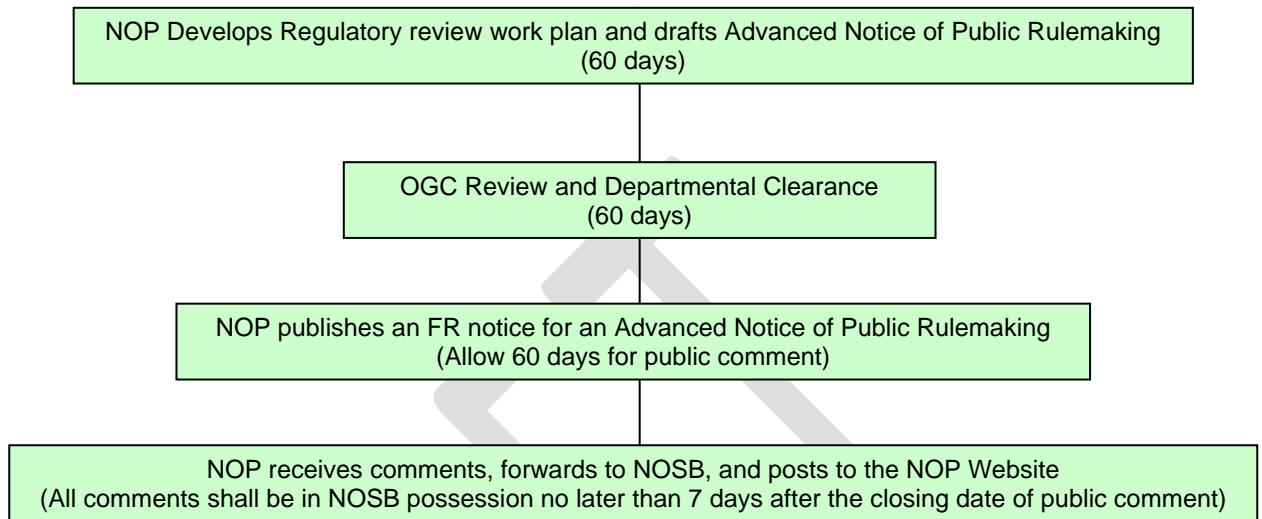 NOP Develops Regulatory review work plan and drafts Advanced Notice of Public Rulemaking
(60 days)
OGC Review and Departmental Clearance
(60 days)
NOP publishes an FR notice for an Advanced Notice of Public Rulemaking
(Allow 60 days for public comment)
NOP receives comments, forwards to NOSB, and posts to the NOP Website
(All comments shall be in NOSB possession no later than 7 days after the closing date of public comment)